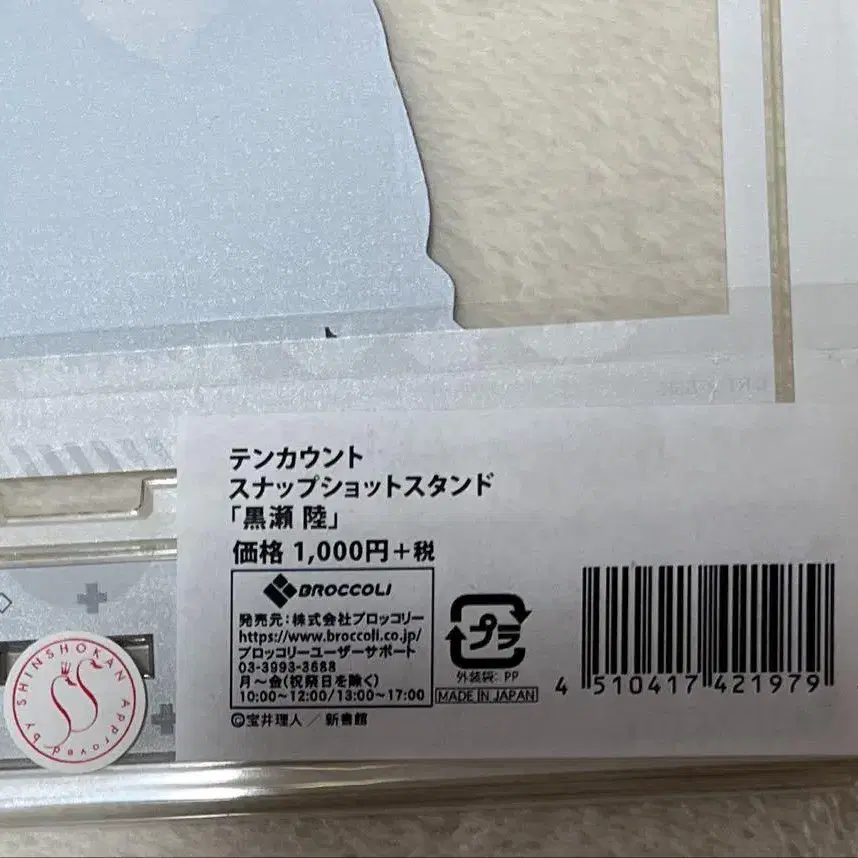 テンカウント
スナップショットスタンド
「黒瀬 陸」
価格 1,000円+税
BROCCOLI
発売元：株式会社ブロッコリー
https://www.broccoli.co.jp/
ブロッコリーユーザーサポート
03-3993-3688
月～金(祝祭日を除く)
10:00～12:00/13:00～17:00
©宝井理人／新書館
プラ
外装袋: PP
MADE IN JAPAN
4 510417 421979
SHINSHOKAN Approved by